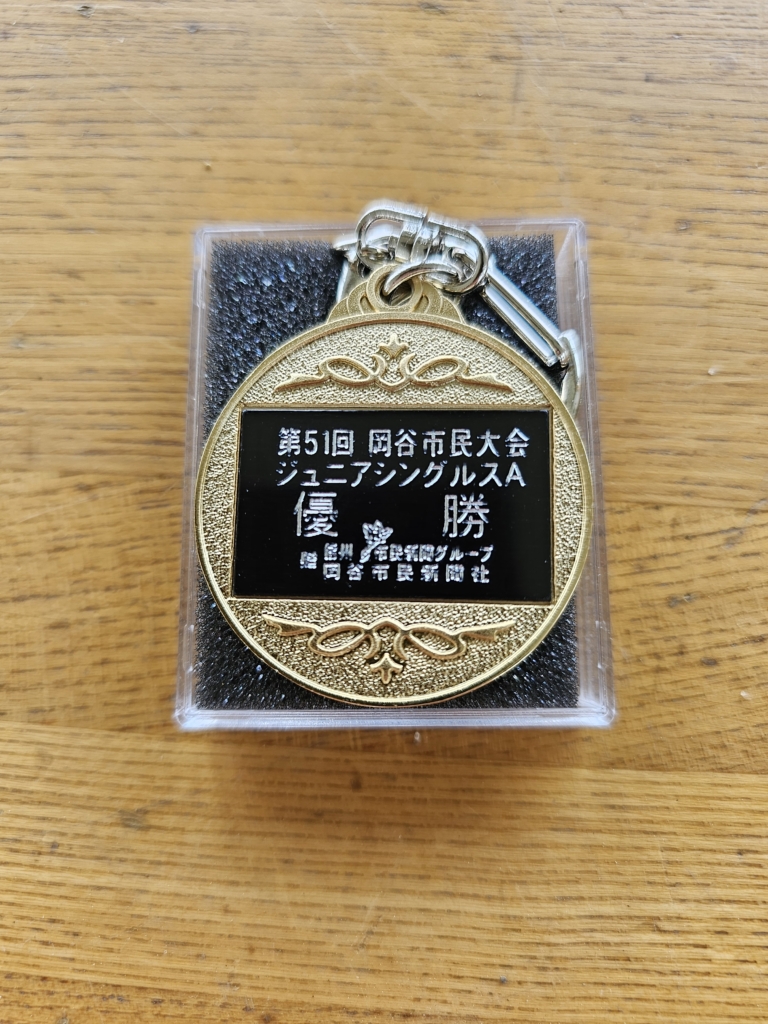 第51回 岡谷市民大会
ジュニアシングルスA
優 勝
贈 信州 市民新聞グループ
岡谷市民新聞社